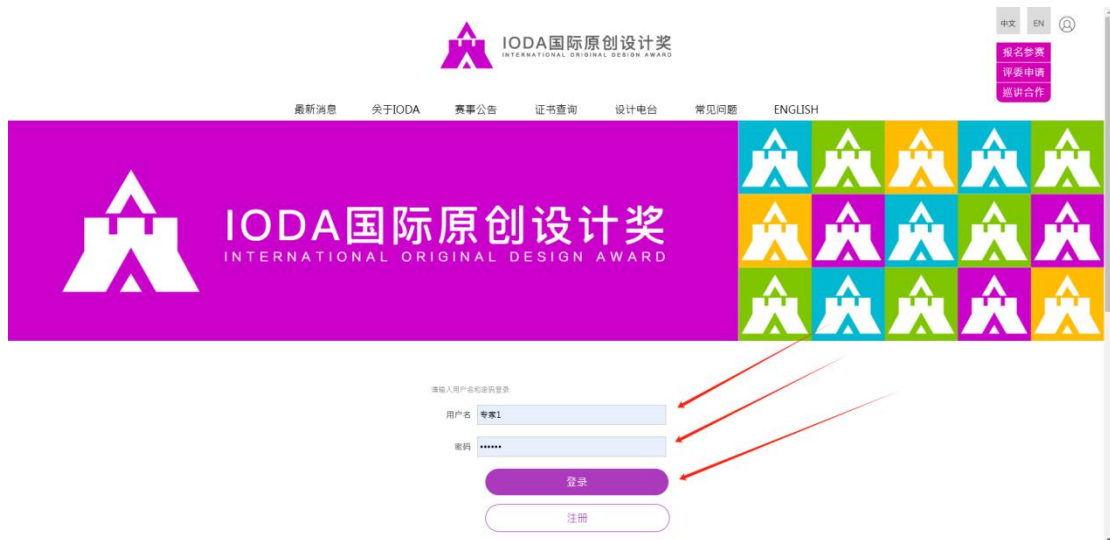 IODA国际原创设计奖
INTERNATIONAL ORIGINAL DESIGN AWARD
中文 EN
报名参赛
评委申请
巡讲合作
最新消息 关于IODA 赛事公告 证书查询 设计电台 常见问题 ENGLISH
IODA国际原创设计奖
INTERNATIONAL ORIGINAL DESIGN AWARD
请输入用户名和密码登录
用户名 专家1
密码 ••••••
登录
注册